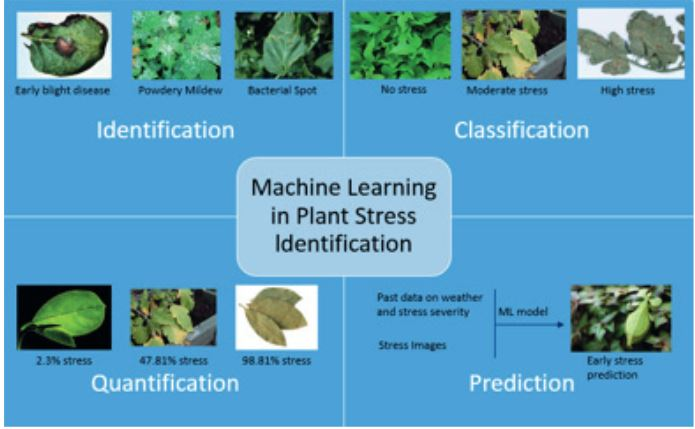 Early blight disease
Powdery Mildew
Bacterial Spot
Identification
No stress
Moderate stress
High stress
Classification
Machine Learning
in Plant Stress
Identification
2.3% stress
47.81% stress
98.81% stress
Quantification
Past data on weather
and stress severity
Stress Images
ML model
Early stress
prediction
Prediction